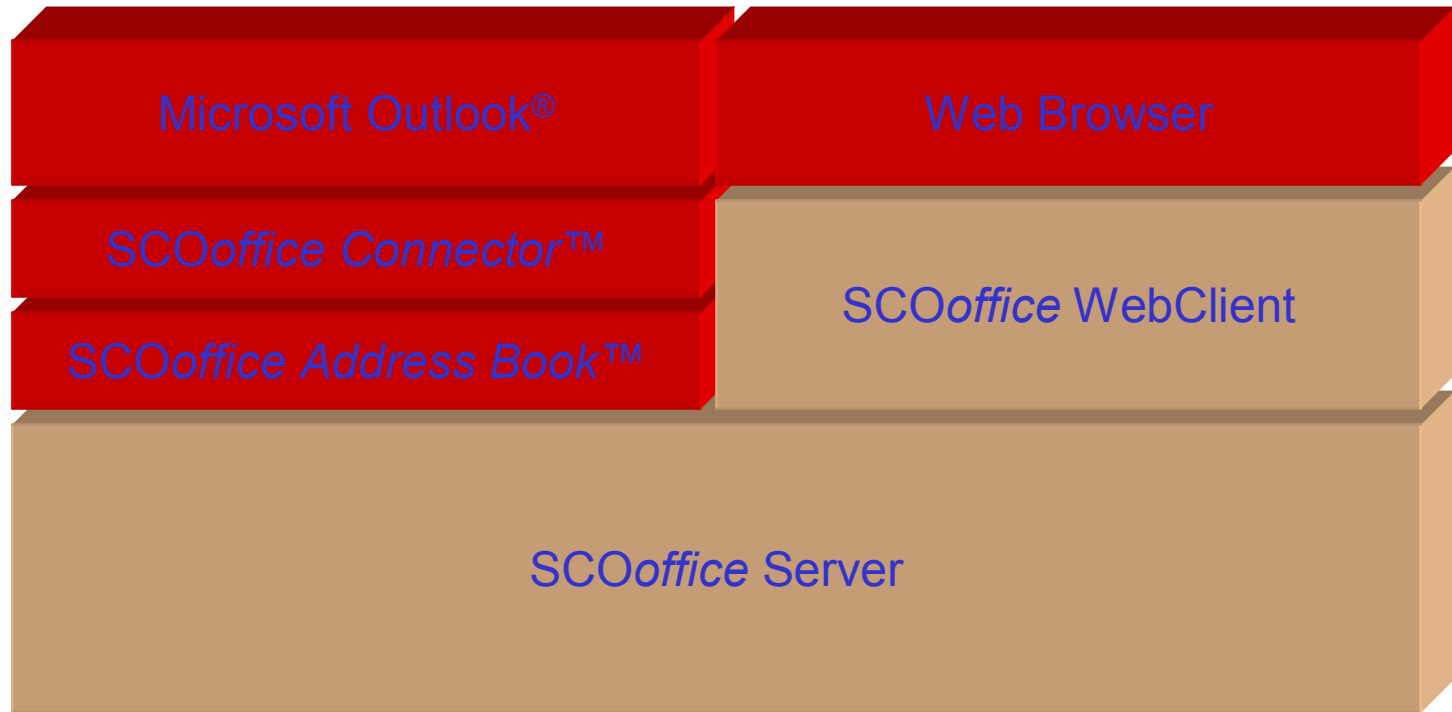 Microsoft Outlook®
Web Browser
SCOoffice Connector™
SCOoffice WebClient
SCOoffice Address Book™
SCOoffice Server